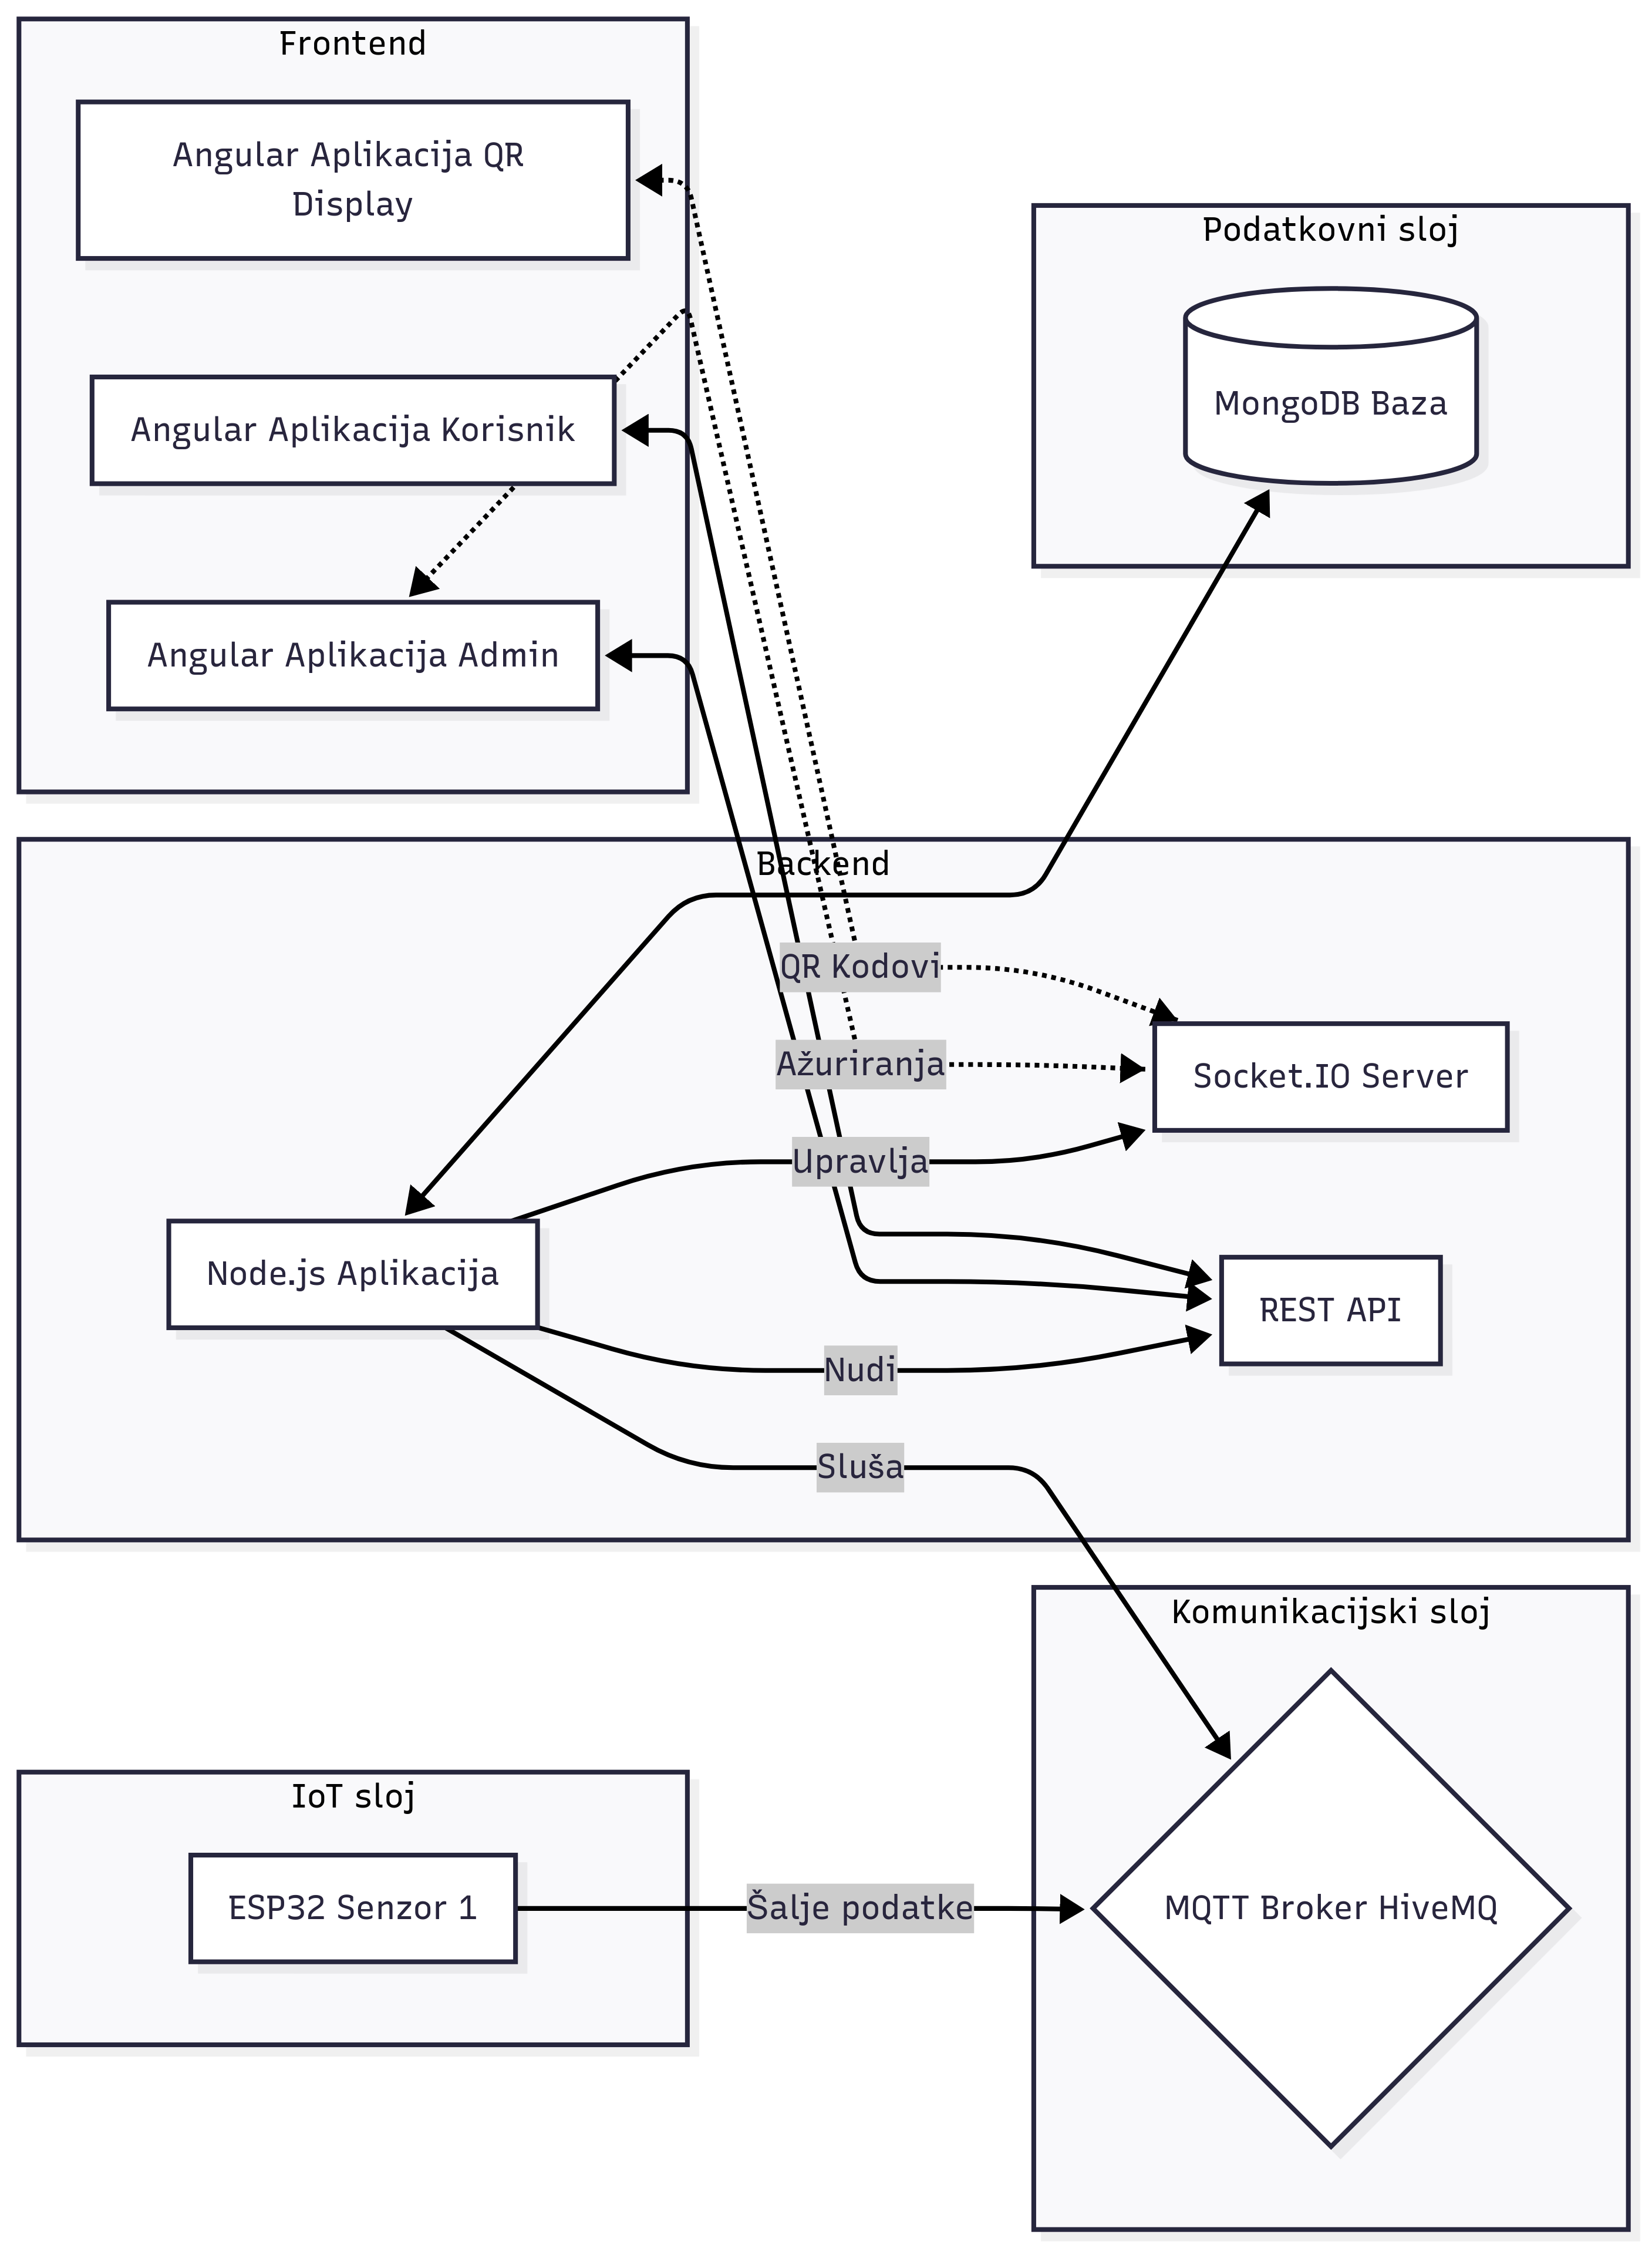 Frontend
Angular Aplikacija QR
Display
Angular Aplikacija Korisnik
Angular Aplikacija Admin
Podatkovni sloj
MongoDB Baza
Backend
QR Kodovi
Ažuriranja
Socket.IO Server
Upravlja
Node.js Aplikacija
REST API
Nudi
Sluša
Komunikacijski sloj
MQTT Broker HiveMQ
IoT sloj
ESP32 Senzor 1
Šalje podatke